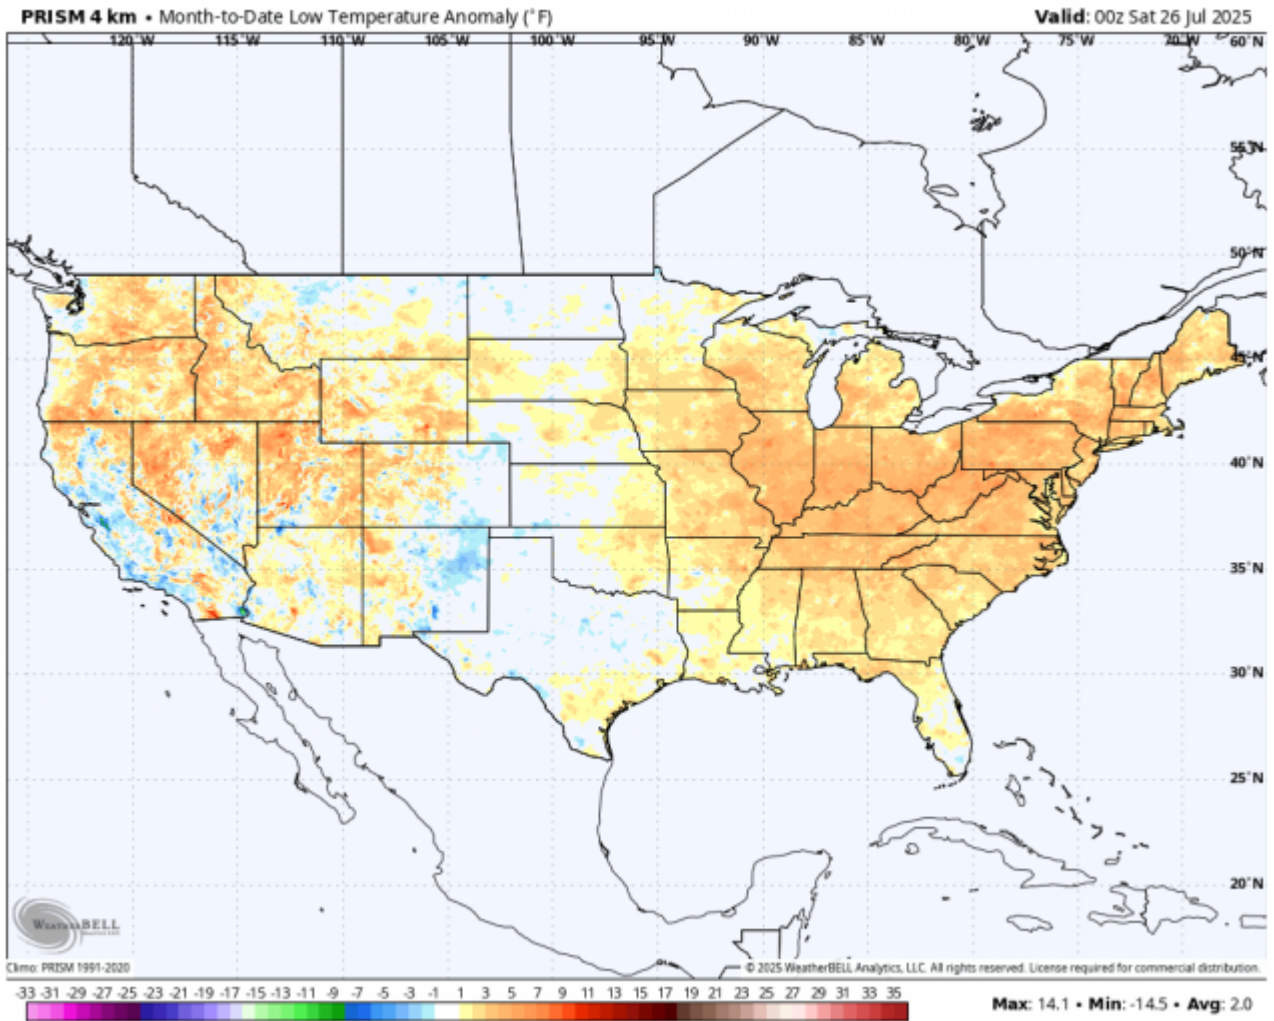 PRISM 4 km • Month-to-Date Low Temperature Anomaly (°F)
Valid: 00z Sat 26 Jul 2025
120°W 115°W 110°W 105°W 100°W 95°W 90°W 85°W 80°W 75°W 70°W
60°N
55°N
50°N
45°N
40°N
35°N
30°N
25°N
20°N
WEATHERBELL
Climo: PRISM 1991-2020
© 2025 WeatherBELL Analytics, LLC. All rights reserved. License required for commercial distribution.
-33 -31 -29 -27 -25 -23 -21 -19 -17 -15 -13 -11 -9 -7 -5 -3 -1 1 3 5 7 9 11 13 15 17 19 21 23 25 27 29 31 33 35
Max: 14.1 • Min: -14.5 • Avg: 2.0